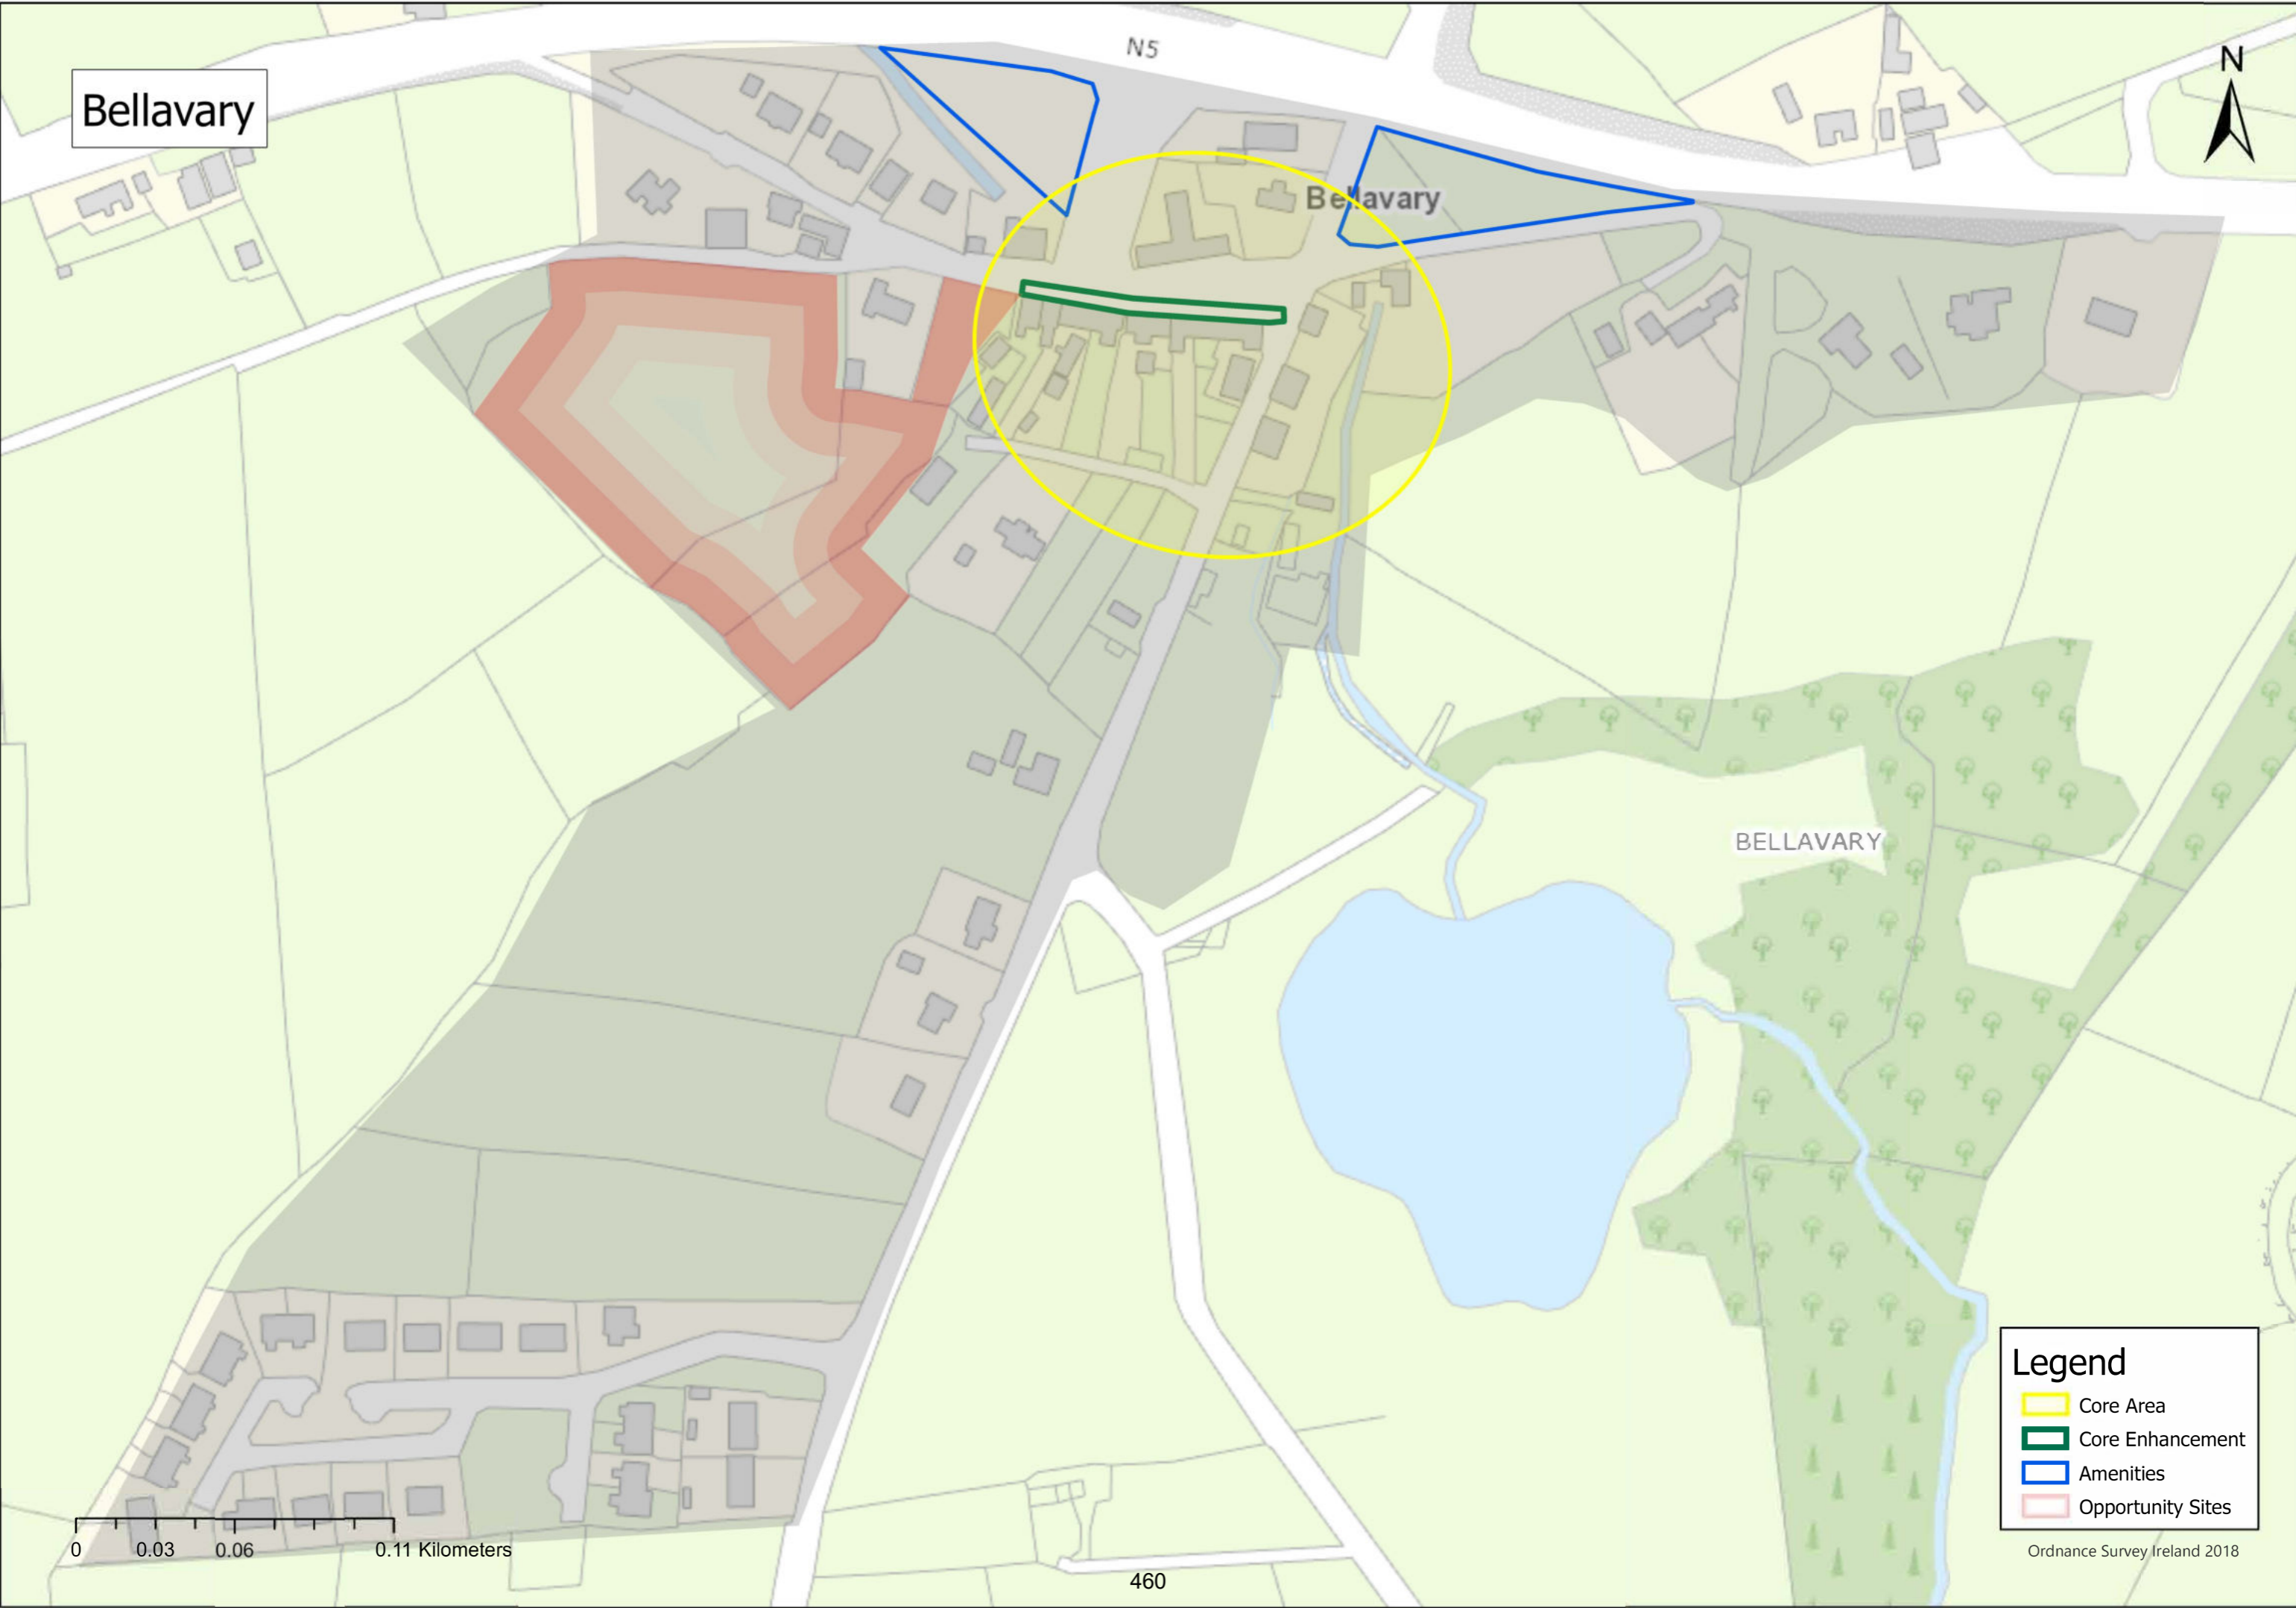 N5
N
Bellavary
Bellavary
BELLAVARY
Legend
Core Area
Core Enhancement
Amenities
Opportunity Sites
0 0.03 0.06 0.11 Kilometers
Ordnance Survey Ireland 2018
460